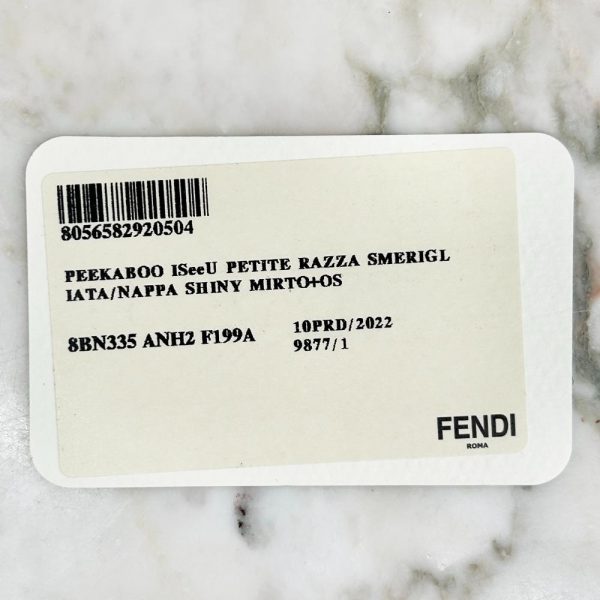 8056582920504
PEEKABOO ISeeU PETITE RAZZA SMERIGL
IATA/NAPPA SHINY MIRTO+OS
8BN335 ANH2 F199A
10PRD/2022
9877/1
FENDI
ROMA